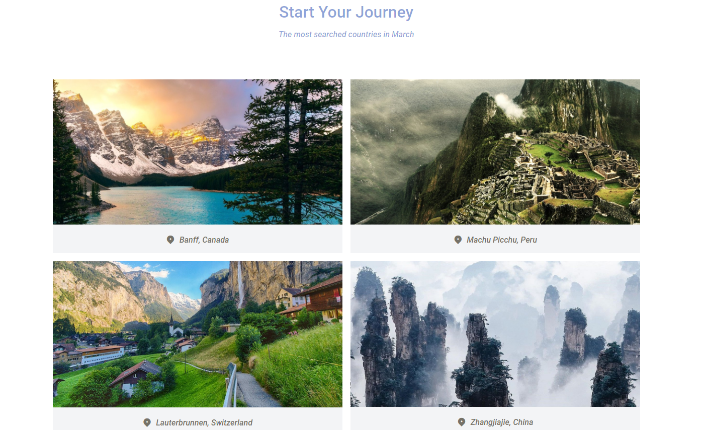 Start Your Journey
The most searched countries in March
Banff, Canada
Machu Picchu, Peru
Lauterbrunnen, Switzerland
Zhangjiajie, China